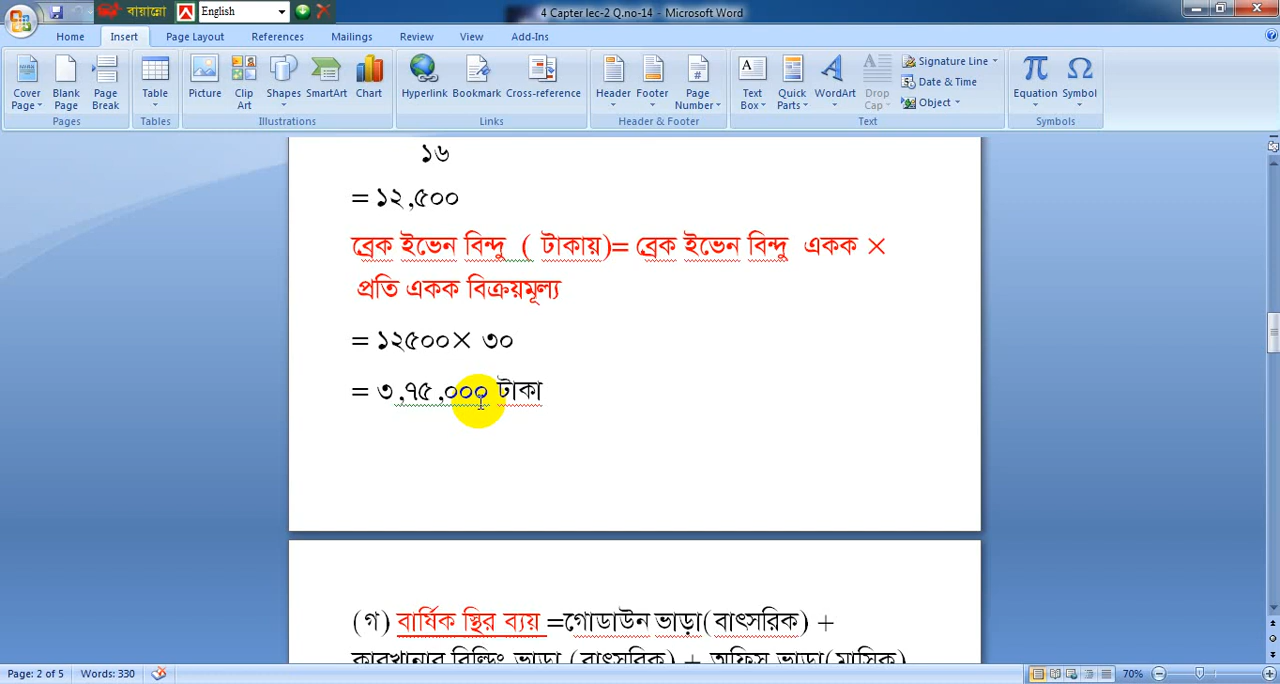 বায়ান্নো
English
4 Capter lec-2 Q.no-14 - Microsoft Word
Home Insert Page Layout References Mailings Review View Add-Ins
Cover Page Blank Page Page Break Table Picture Clip Art Shapes SmartArt Chart Hyperlink Bookmark Cross-reference Header Footer Page Number Text Box Quick Parts WordArt Drop Cap Signature Line Date & Time Object Equation Symbol
Pages Tables Illustrations Links Header & Footer Text Symbols
১৬
= ১২,৫০০
ব্রেক ইভেন বিন্দু ( টাকায়)= ব্রেক ইভেন বিন্দু একক ×
প্রতি একক বিক্রয়মূল্য
= ১২৫০০× ৩০
= ৩,৭৫,০০০ টাকা
(গ) বার্ষিক স্থির ব্যয় =গোডাউন ভাড়া(বাৎসরিক) +
কারখানার বিল্ডিং ভাড়া (বাৎসরিক) + অফিস ভাড়া(মাসিক)
Page: 2 of 5 Words: 330 70%